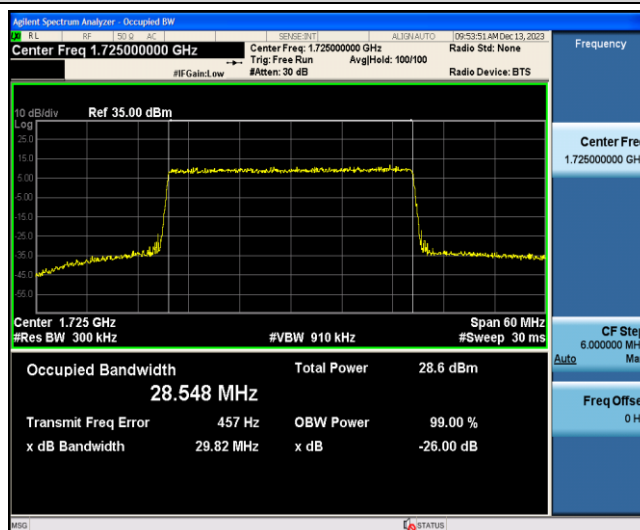 Agilent Spectrum Analyzer - Occupied BW
RL RF 50 Ω AC SENSE:INT ALIGN AUTO 09:53:51 AM Dec 13, 2023
Center Freq 1.725000000 GHz
Center Freq: 1.725000000 GHz
Radio Std: None
Trig: Free Run Avg|Hold: 100/100
#IFGain:Low #Atten: 30 dB Radio Device: BTS
Frequency
10 dB/div Ref 35.00 dBm
Log
25.0
15.0
5.00
-5.00
-15.0
-25.0
-35.0
-45.0
-55.0
Center Fre
1.725000000 GH
Center 1.725 GHz Span 60 MHz
#Res BW 300 kHz #VBW 910 kHz #Sweep 30 ms
CF Ste
6.000000 MH
Auto Ma
Occupied Bandwidth Total Power 28.6 dBm
28.548 MHz
Transmit Freq Error 457 Hz OBW Power 99.00 %
x dB Bandwidth 29.82 MHz x dB -26.00 dB
Freq Offse
0 H
MSG STATUS